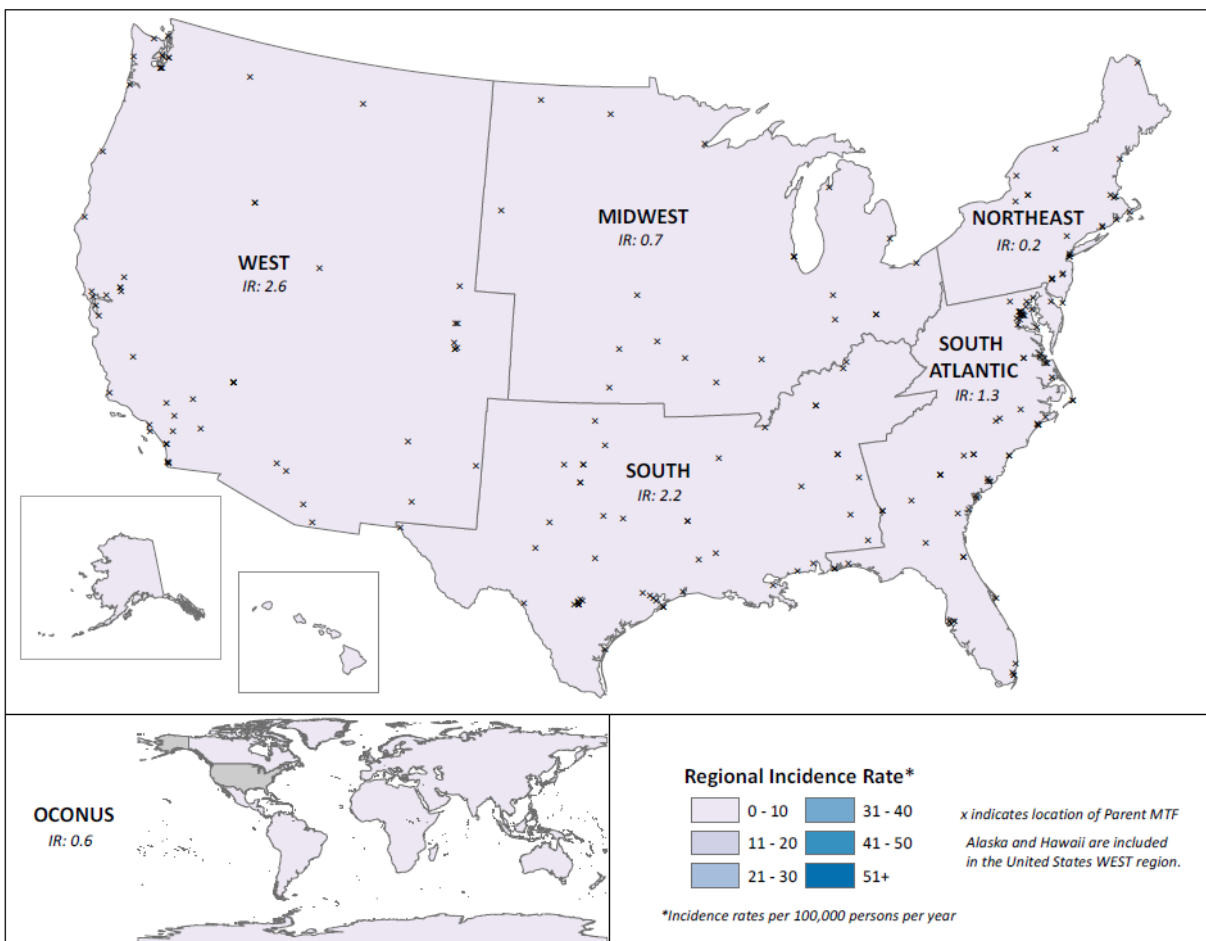 MIDWEST
IR: 0.7
NORTHEAST
IR: 0.2
WEST
IR: 2.6
SOUTH
ATLANTIC
IR: 1.3
SOUTH
IR: 2.2
OCONUS
IR: 0.6
Regional Incidence Rate*
0 - 10
31 - 40
11 - 20
41 - 50
21 - 30
51+
x indicates location of Parent MTF
Alaska and Hawaii are included
in the United States WEST region.
*Incidence rates per 100,000 persons per year